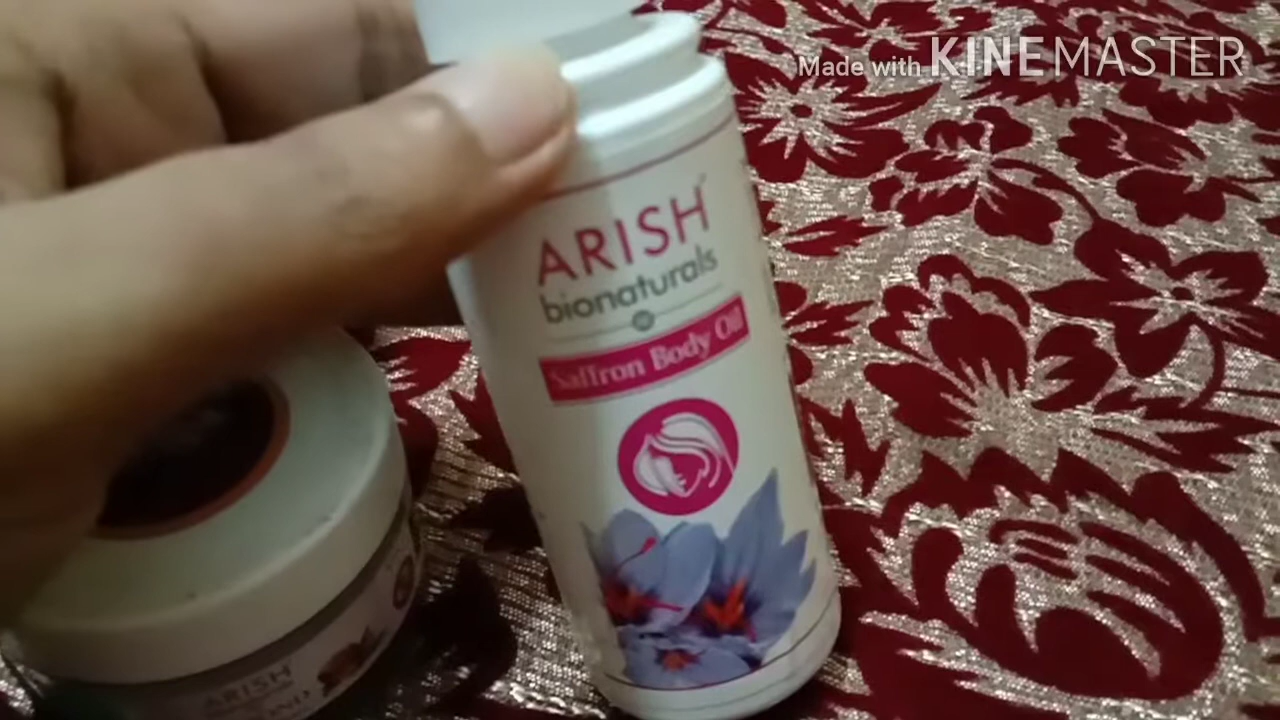 Made with KINEMASTER
ARISH
bionaturals
Saffron Body Oil
ARISH